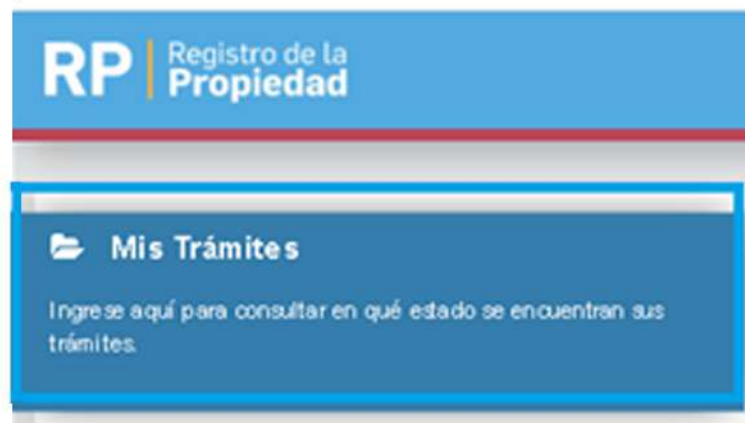 RP
Registro de la
Propiedad
Mis Trámites
Ingrese aquí para consultar en qué estado se encuentran sus
trámites.